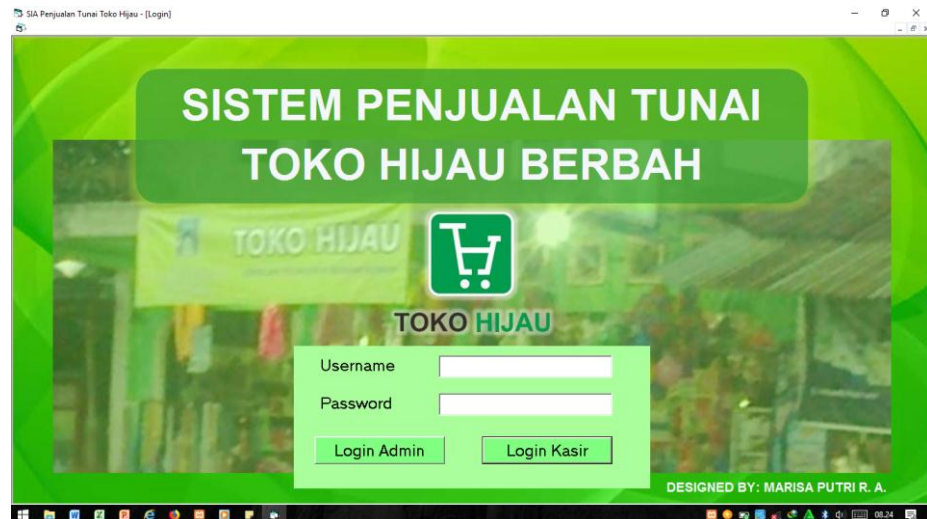 SIA Penjualan Tunai Toko Hijau - [Login]
SISTEM PENJUALAN TUNAI
TOKO HIJAU BERBAH
TOKO HIJAU
TOKO HIJAU
Username
Password
Login Admin
Login Kasir
DESIGNED BY: MARISA PUTRI R. A.
08.24